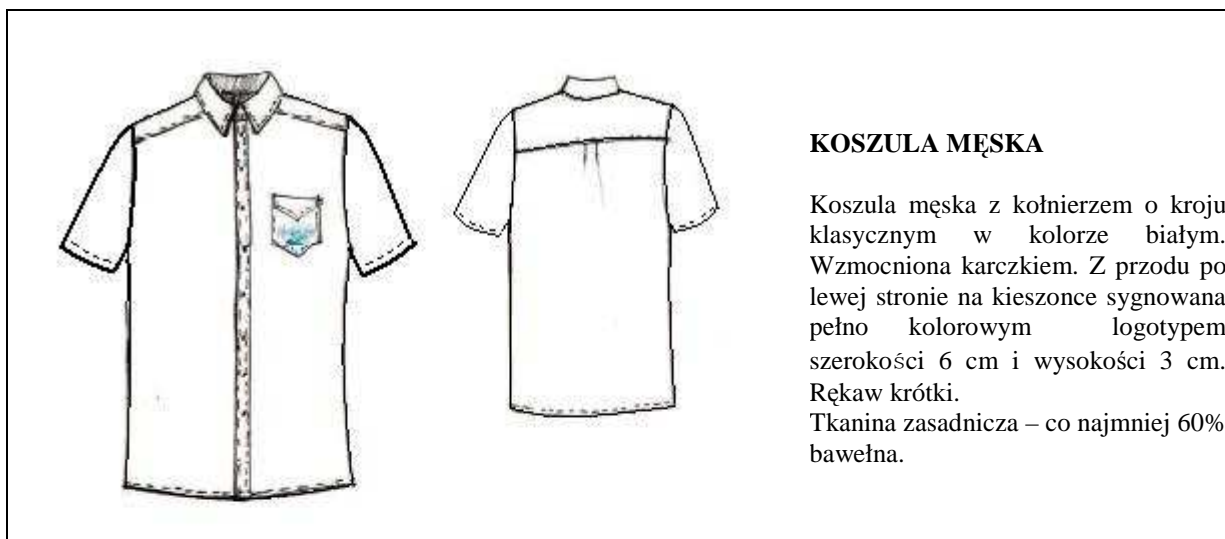 KOSZULA MĘSKA
Koszula męska z kołnierzem o kroju
klasycznym w kolorze białym.
Wzmocniona karczkiem. Z przodu po
lewej stronie na kieszonce sygnowana
pełno kolorowym logotypem
szerokości 6 cm i wysokości 3 cm.
Rękaw krótki.
Tkanina zasadnicza – co najmniej 60%
bawełna.